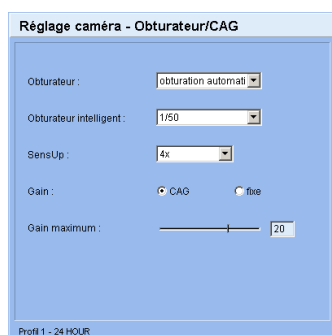 Réglage caméra - Obturateur/CAG
Obturateur : obturation automati
Obturateur intelligent : 1/50
SensUp : 4x
Gain : CAG fixe
Gain maximum : 20
Profil 1 - 24 HOUR